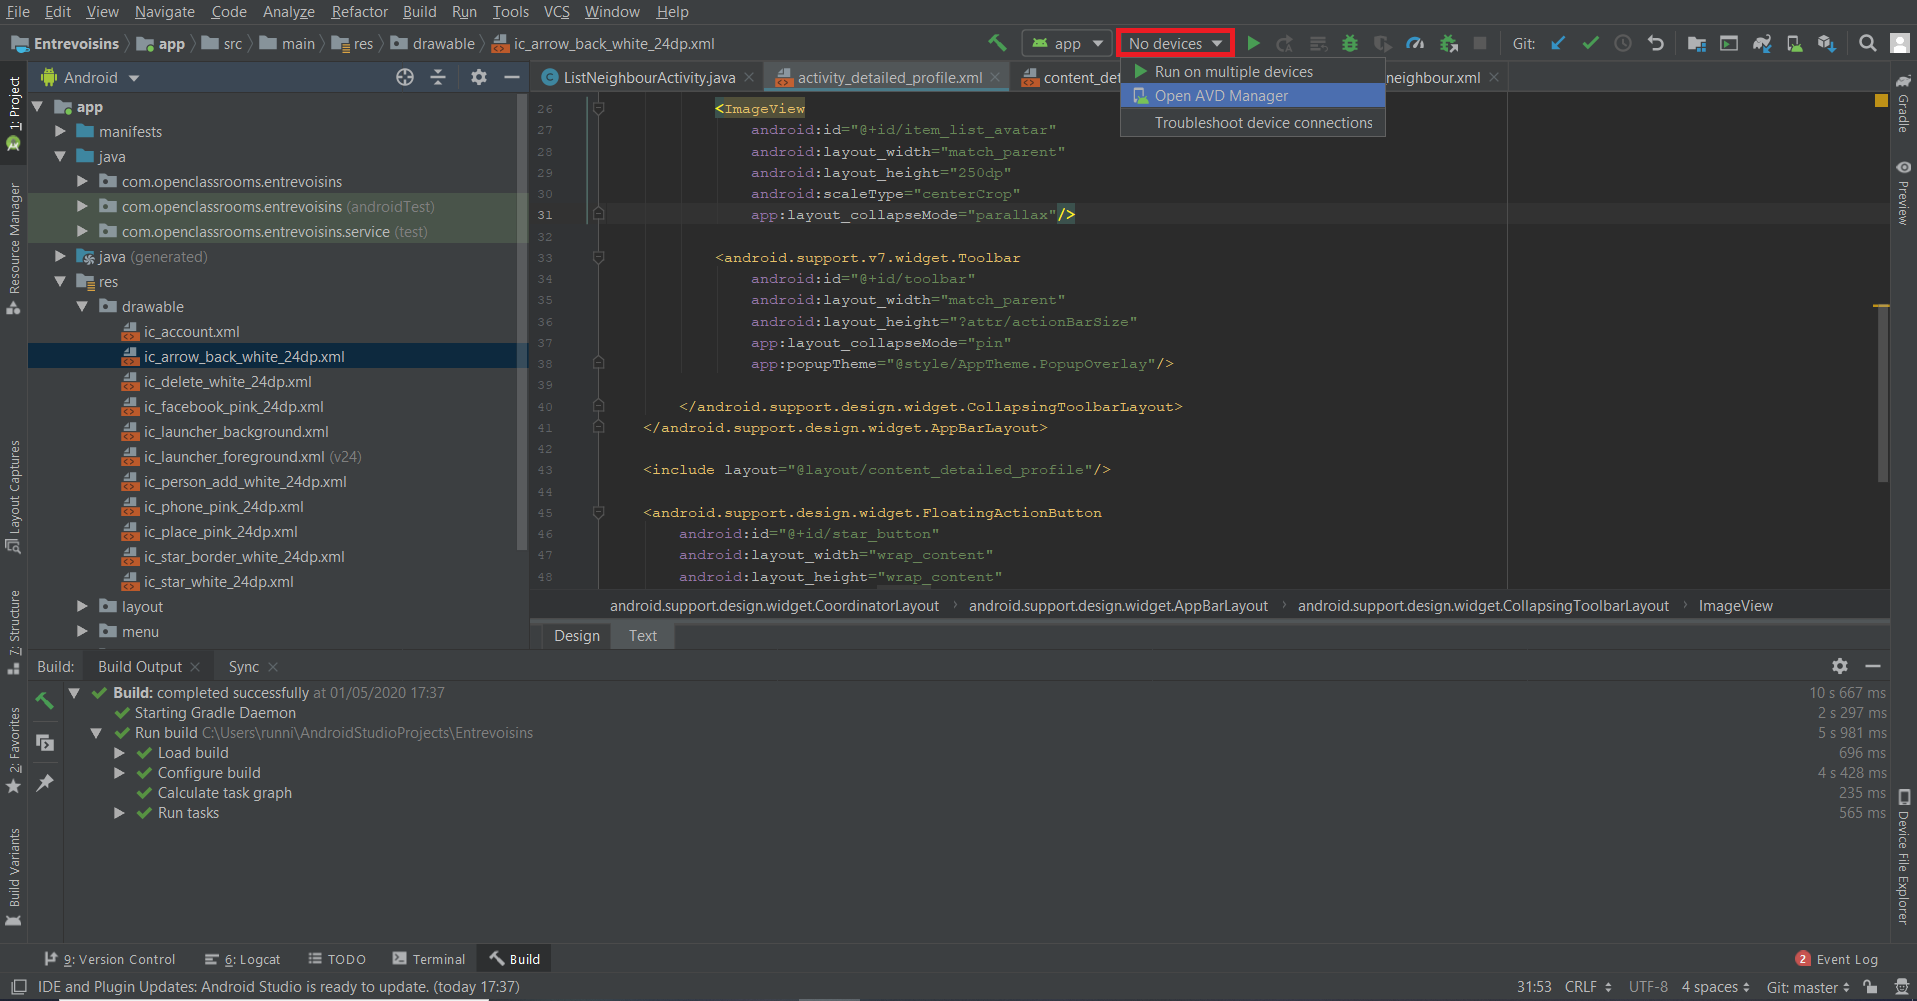 File Edit View Navigate Code Analyze Refactor Build Run Tools VCS Window Help
Entrevoisins app src main res drawable ic_arrow_back_white_24dp.xml
app No devices Git:
Run on multiple devices
Open AVD Manager
Troubleshoot device connections
Android
ListNeighbourActivity.java activity_detailed_profile.xml content_det neighbour.xml
1: Project
Resource Manager
Layout Captures
7: Structure
2: Favorites
Build Variants
app
manifests
java
com.openclassrooms.entrevoisins
com.openclassrooms.entrevoisins (androidTest)
com.openclassrooms.entrevoisins.service (test)
java (generated)
res
drawable
ic_account.xml
ic_arrow_back_white_24dp.xml
ic_delete_white_24dp.xml
ic_facebook_pink_24dp.xml
ic_launcher_background.xml
ic_launcher_foreground.xml (v24)
ic_person_add_white_24dp.xml
ic_phone_pink_24dp.xml
ic_place_pink_24dp.xml
ic_star_border_white_24dp.xml
ic_star_white_24dp.xml
layout
menu
26 <ImageView
27 android:id="@+id/item_list_avatar"
28 android:layout_width="match_parent"
29 android:layout_height="250dp"
30 android:scaleType="centerCrop"
31 app:layout_collapseMode="parallax"/>
32
33 <android.support.v7.widget.Toolbar
34 android:id="@+id/toolbar"
35 android:layout_width="match_parent"
36 android:layout_height="?attr/actionBarSize"
37 app:layout_collapseMode="pin"
38 app:popupTheme="@style/AppTheme.PopupOverlay"/>
39
40 </android.support.design.widget.CollapsingToolbarLayout>
41 </android.support.design.widget.AppBarLayout>
42
43 <include layout="@layout/content_detailed_profile"/>
44
45 <android.support.design.widget.FloatingActionButton
46 android:id="@+id/star_button"
47 android:layout_width="wrap_content"
48 android:layout_height="wrap_content"
android.support.design.widget.CoordinatorLayout android.support.design.widget.AppBarLayout android.support.design.widget.CollapsingToolbarLayout ImageView
Design Text
Gradle
Preview
Device File Explorer
Build: Build Output Sync
Build: completed successfully at 01/05/2020 17:37 10 s 667 ms
Starting Gradle Daemon 2 s 297 ms
Run build C:\Users\runni\AndroidStudioProjects\Entrevoisins 5 s 981 ms
Load build 696 ms
Configure build 4 s 428 ms
Calculate task graph 235 ms
Run tasks 565 ms
9: Version Control 6: Logcat TODO Terminal Build 2 Event Log
IDE and Plugin Updates: Android Studio is ready to update. (today 17:37) 31:53 CRLF UTF-8 4 spaces Git: master